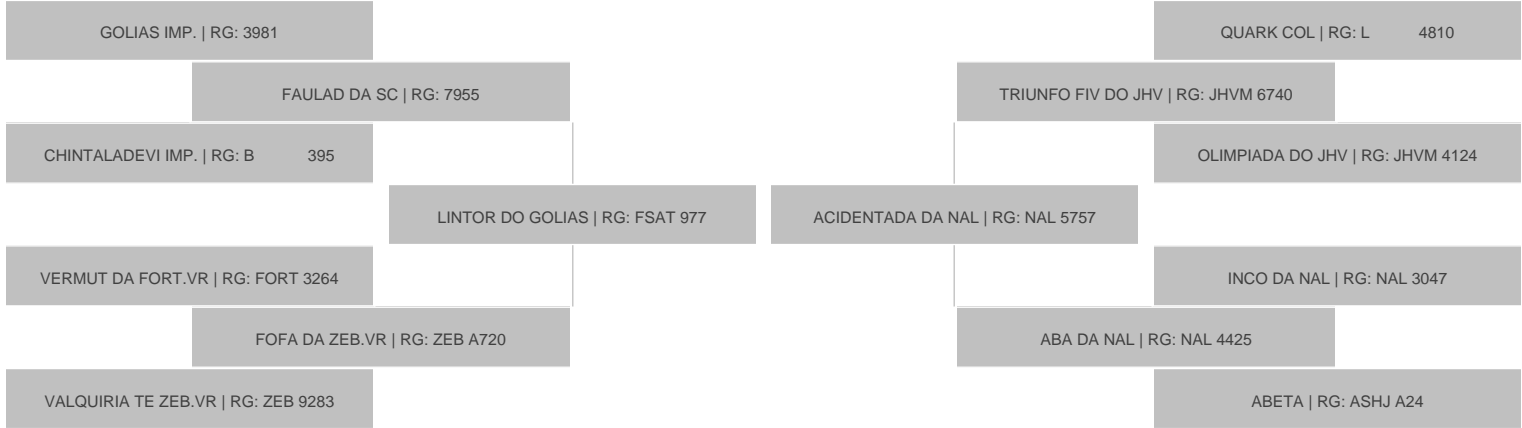 GOLIAS IMP. | RG: 3981
QUARK COL | RG: L 4810
FAULAD DA SC | RG: 7955
TRIUNFO FIV DO JHV | RG: JHVM 6740
CHINTALADEVI IMP. | RG: B 395
OLIMPIADA DO JHV | RG: JHVM 4124
LINTOR DO GOLIAS | RG: FSAT 977
ACIDENTADA DA NAL | RG: NAL 5757
VERMUT DA FORT.VR | RG: FORT 3264
INCO DA NAL | RG: NAL 3047
FOFA DA ZEB.VR | RG: ZEB A720
ABA DA NAL | RG: NAL 4425
VALQUIRIA TE ZEB.VR | RG: ZEB 9283
ABETA | RG: ASHJ A24